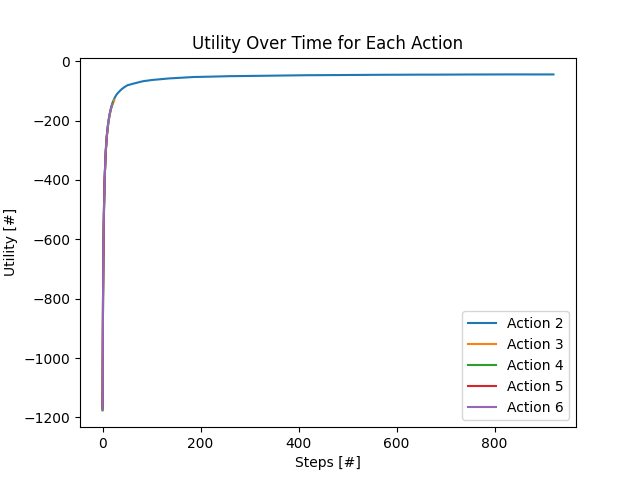 Utility Over Time for Each Action
0
−200
−400
−600
−800
−1000
−1200
Utility [#]
0 200 400 600 800
Steps [#]
Action 2
Action 3
Action 4
Action 5
Action 6